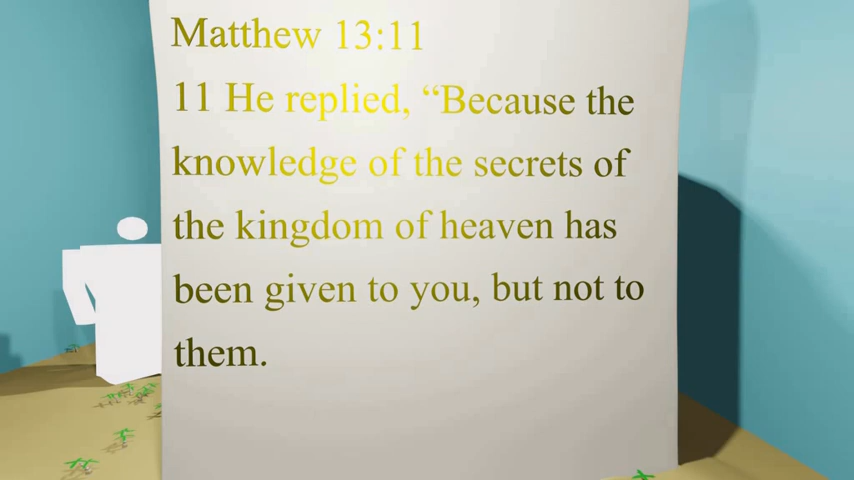 Matthew 13:11
11 He replied, “Because the
knowledge of the secrets of
the kingdom of heaven has
been given to you, but not to
them.